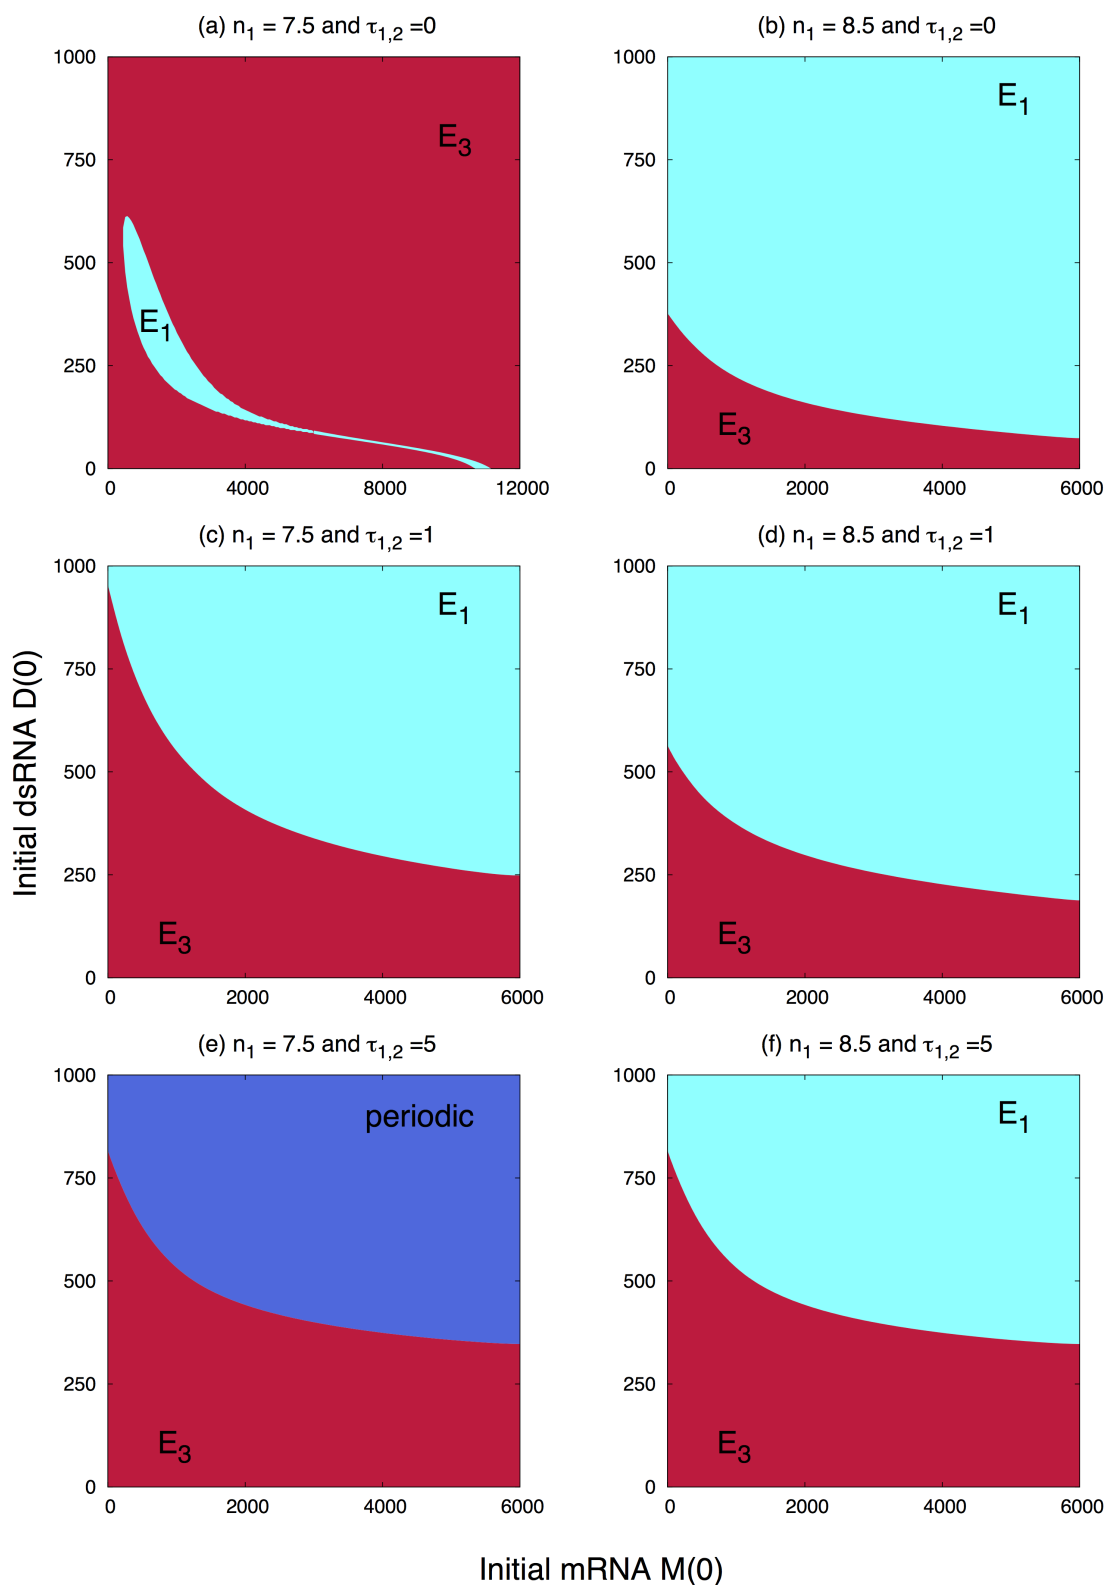 (a) n₁ = 7.5 and τ₁,₂ =0
(b) n₁ = 8.5 and τ₁,₂ =0
1000
750
500
250
0
E₃
E₁
0 4000 8000 12000
1000
750
500
250
0
E₁
E₃
0 2000 4000 6000
(c) n₁ = 7.5 and τ₁,₂ =1
(d) n₁ = 8.5 and τ₁,₂ =1
Initial dsRNA D(0)
1000
750
500
250
0
E₁
E₃
0 2000 4000 6000
1000
750
500
250
0
E₁
E₃
0 2000 4000 6000
(e) n₁ = 7.5 and τ₁,₂ =5
(f) n₁ = 8.5 and τ₁,₂ =5
1000
750
500
250
0
periodic
E₃
0 2000 4000 6000
1000
750
500
250
0
E₁
E₃
0 2000 4000 6000
Initial mRNA M(0)